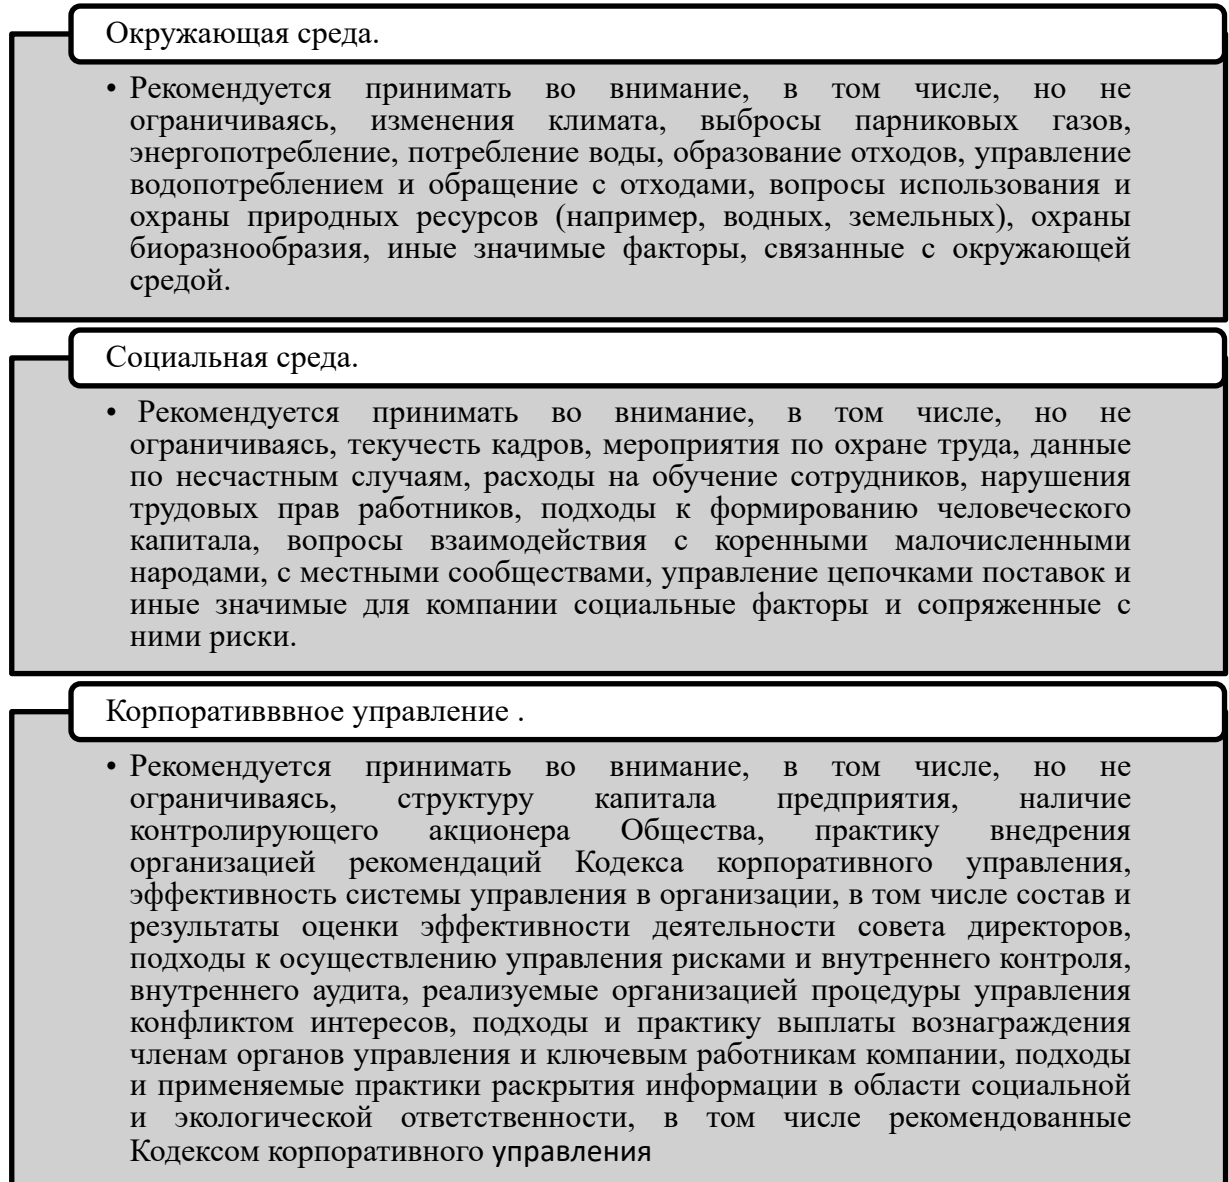 Окружающая среда.
• Рекомендуется принимать во внимание, в том числе, но не
ограничиваясь, изменения климата, выбросы парниковых газов,
энергопотребление, потребление воды, образование отходов, управление
водопотреблением и обращение с отходами, вопросы использования и
охраны природных ресурсов (например, водных, земельных), охраны
биоразнообразия, иные значимые факторы, связанные с окружающей
средой.
Социальная среда.
• Рекомендуется принимать во внимание, в том числе, но не
ограничиваясь, текучесть кадров, мероприятия по охране труда, данные
по несчастным случаям, расходы на обучение сотрудников, нарушения
трудовых прав работников, подходы к формированию человеческого
капитала, вопросы взаимодействия с коренными малочисленными
народами, с местными сообществами, управление цепочками поставок и
иные значимые для компании социальные факторы и сопряженные с
ними риски.
Корпоративввное управление .
• Рекомендуется принимать во внимание, в том числе, но не
ограничиваясь, структуру капитала предприятия, наличие
контролирующего акционера Общества, практику внедрения
организацией рекомендаций Кодекса корпоративного управления,
эффективность системы управления в организации, в том числе состав и
результаты оценки эффективности деятельности совета директоров,
подходы к осуществлению управления рисками и внутреннего контроля,
внутреннего аудита, реализуемые организацией процедуры управления
конфликтом интересов, подходы и практику выплаты вознаграждения
членам органов управления и ключевым работникам компании, подходы
и применяемые практики раскрытия информации в области социальной
и экологической ответственности, в том числе рекомендованные
Кодексом корпоративного управления